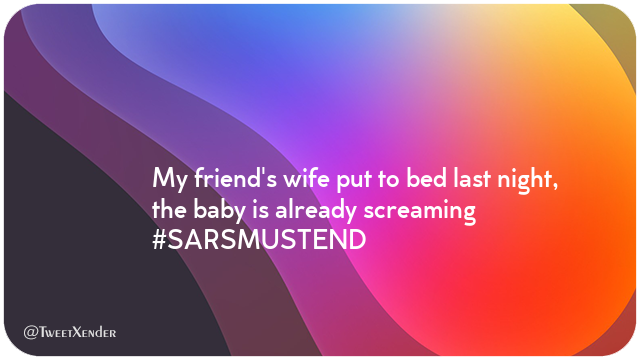 My friend's wife put to bed last night,
the baby is already screaming
#SARSMUSTEND
@TweetXender